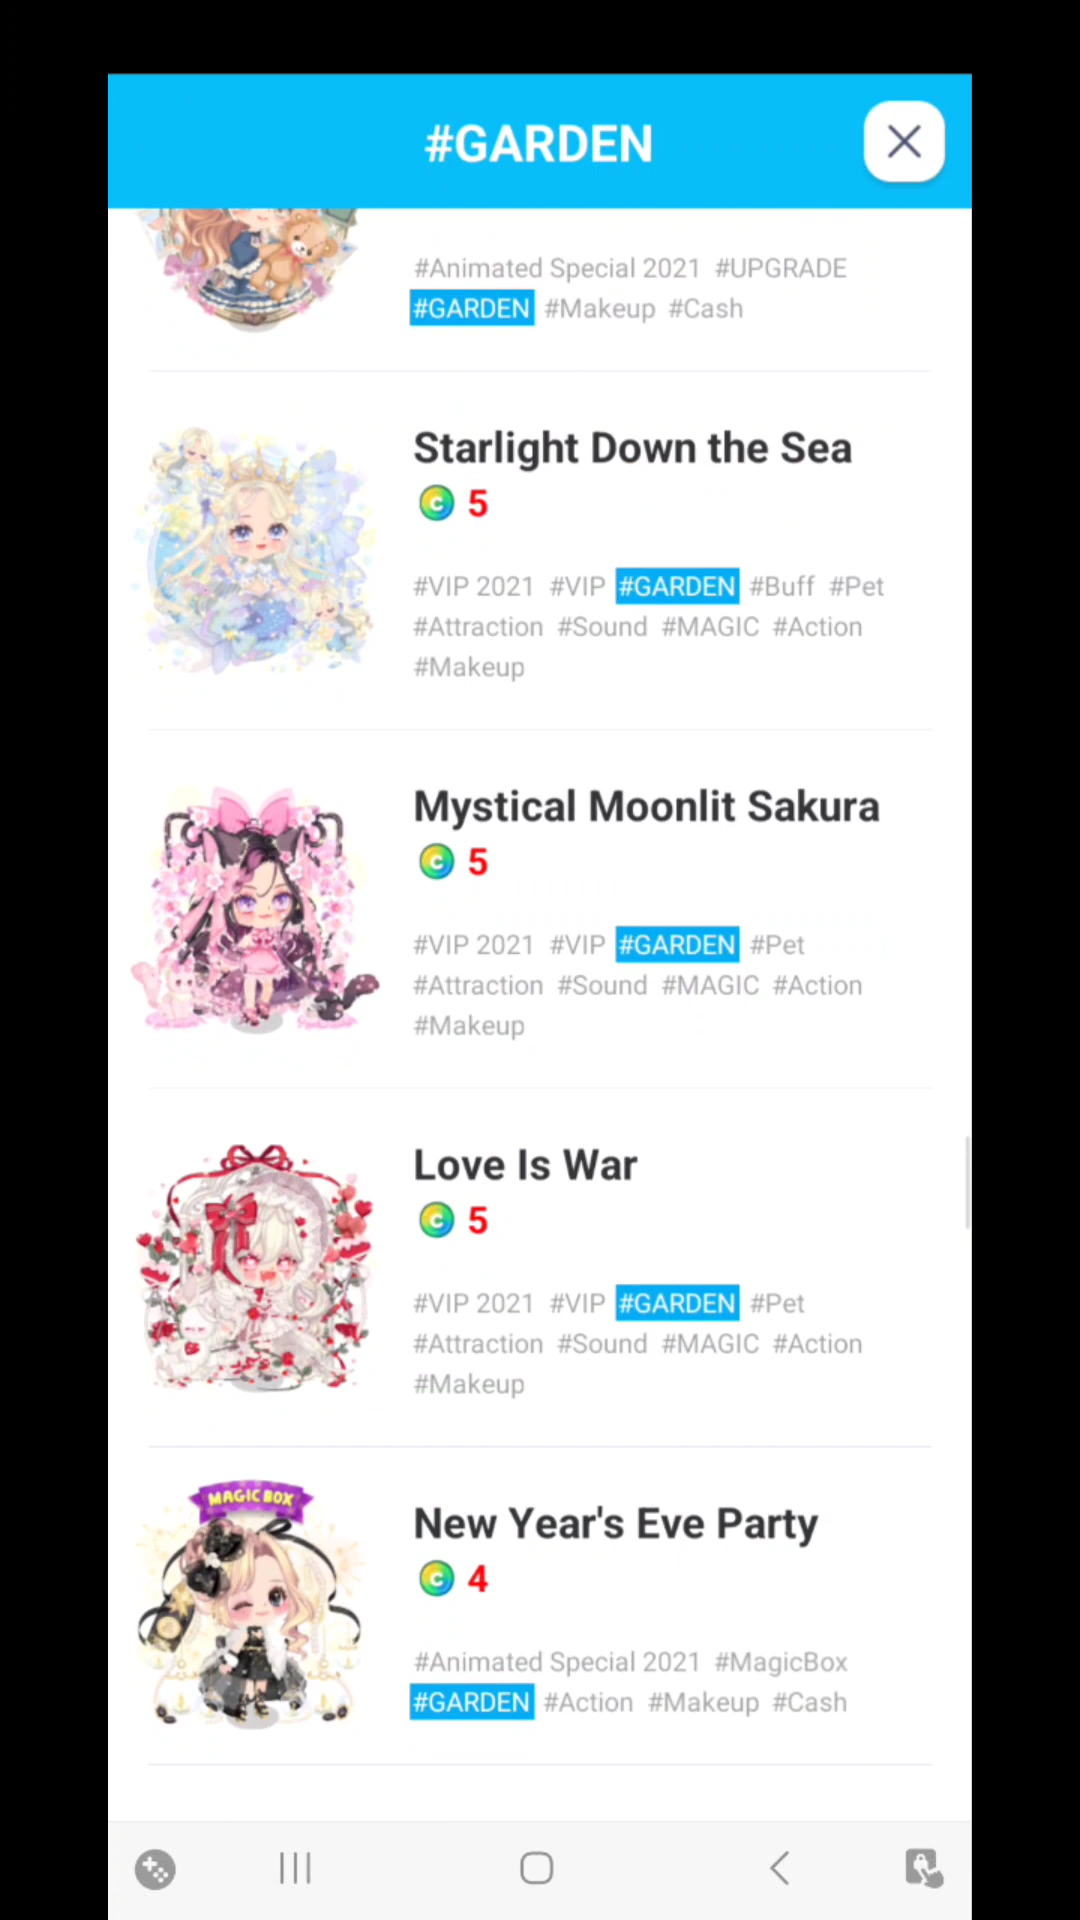 #GARDEN
#Animated Special 2021 #UPGRADE
#GARDEN #Makeup #Cash
Starlight Down the Sea
C 5
#VIP 2021 #VIP #GARDEN #Buff #Pet
#Attraction #Sound #MAGIC #Action
#Makeup
Mystical Moonlit Sakura
C 5
#VIP 2021 #VIP #GARDEN #Pet
#Attraction #Sound #MAGIC #Action
#Makeup
Love Is War
C 5
#VIP 2021 #VIP #GARDEN #Pet
#Attraction #Sound #MAGIC #Action
#Makeup
MAGIC BOX
New Year's Eve Party
C 4
#Animated Special 2021 #MagicBox
#GARDEN #Action #Makeup #Cash